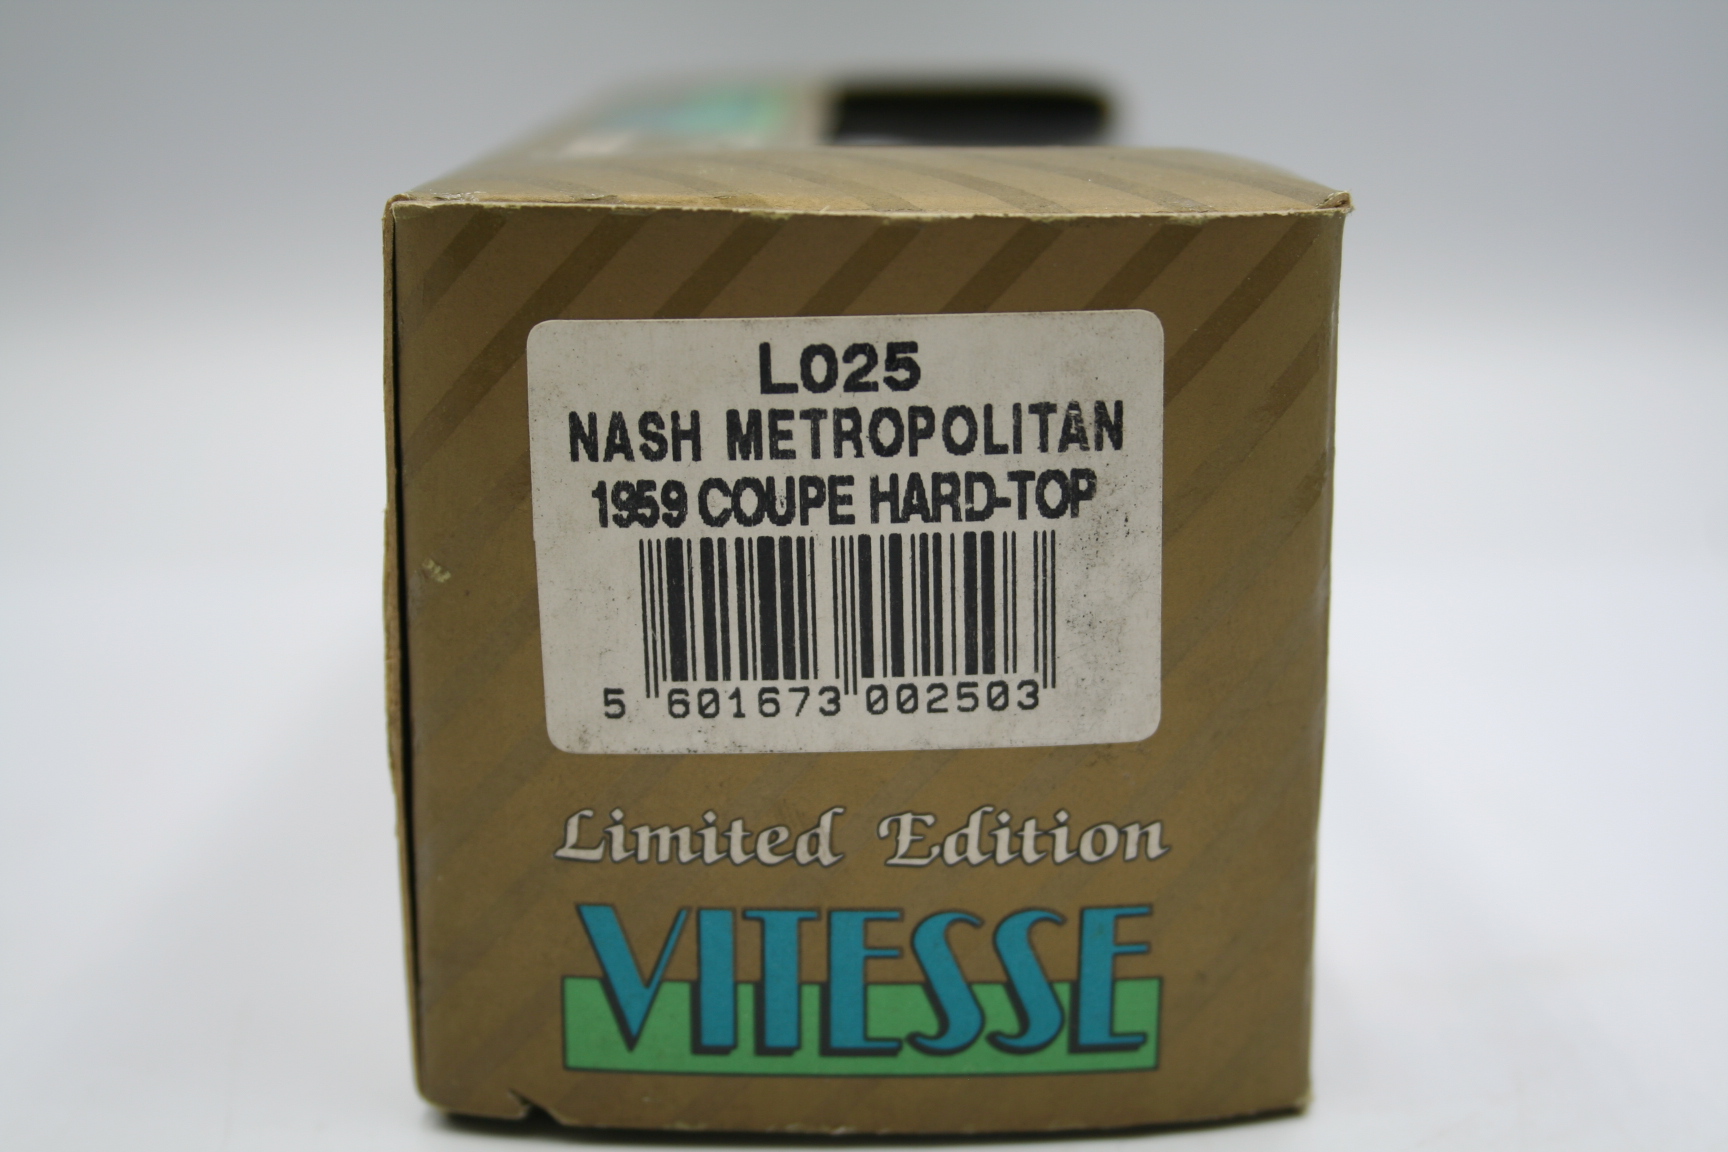 L025
NASH METROPOLITAN
1959 COUPE HARD-TOP
5 601673 002503
Limited Edition
VITESSE